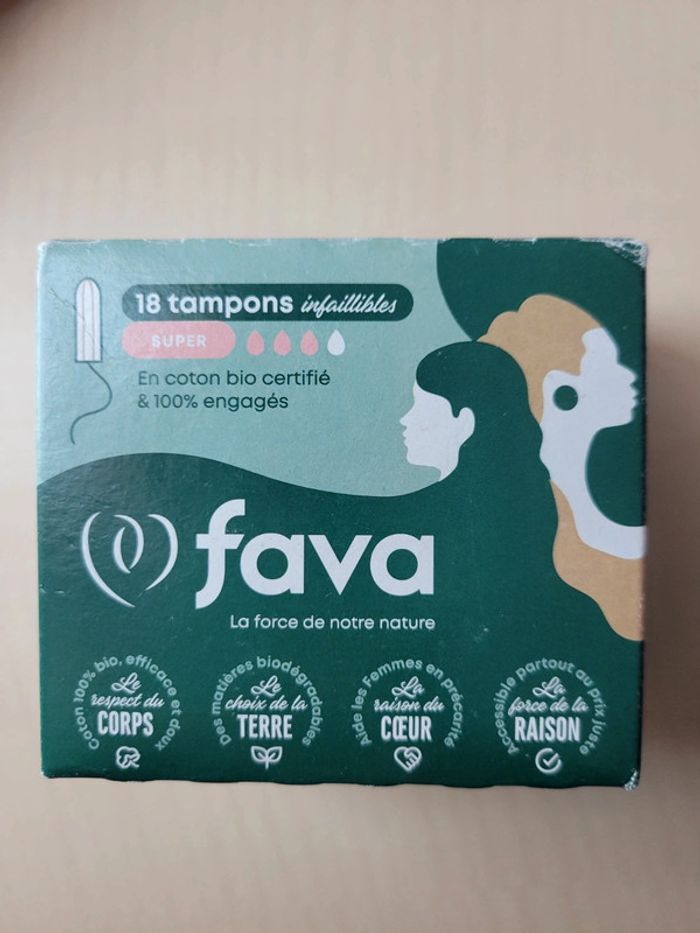 18 tampons infaillibles
SUPER
En coton bio certifié
& 100% engagés
fava
La force de notre nature
Coton 100% bio, efficace et doux
Le
respect du
CORPS
Des matières biodégradables
Le
choix de la
TERRE
Aide les femmes en précarité
La
raison du
CŒUR
Accessible partout au prix juste
La
force de la
RAISON